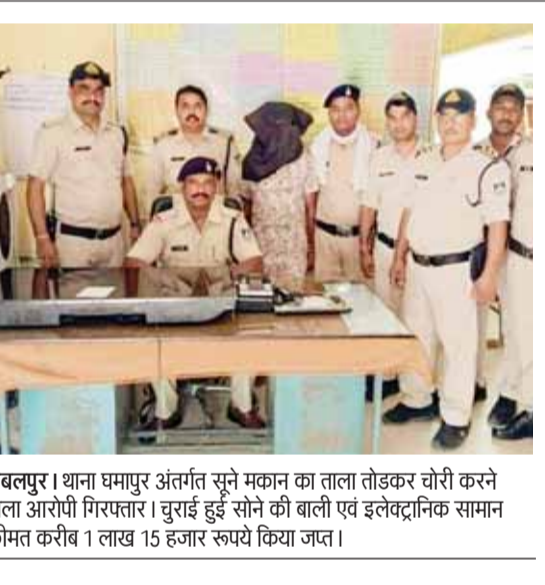 बलपुर। थाना घमापुर अंतर्गत सूने मकान का ताला तोडकर चोरी करने
ला आरोपी गिरफ्तार। चुराई हुई सोने की बाली एवं इलेक्ट्रानिक सामान
ीमत करीब 1 लाख 15 हजार रूपये किया जप्त।